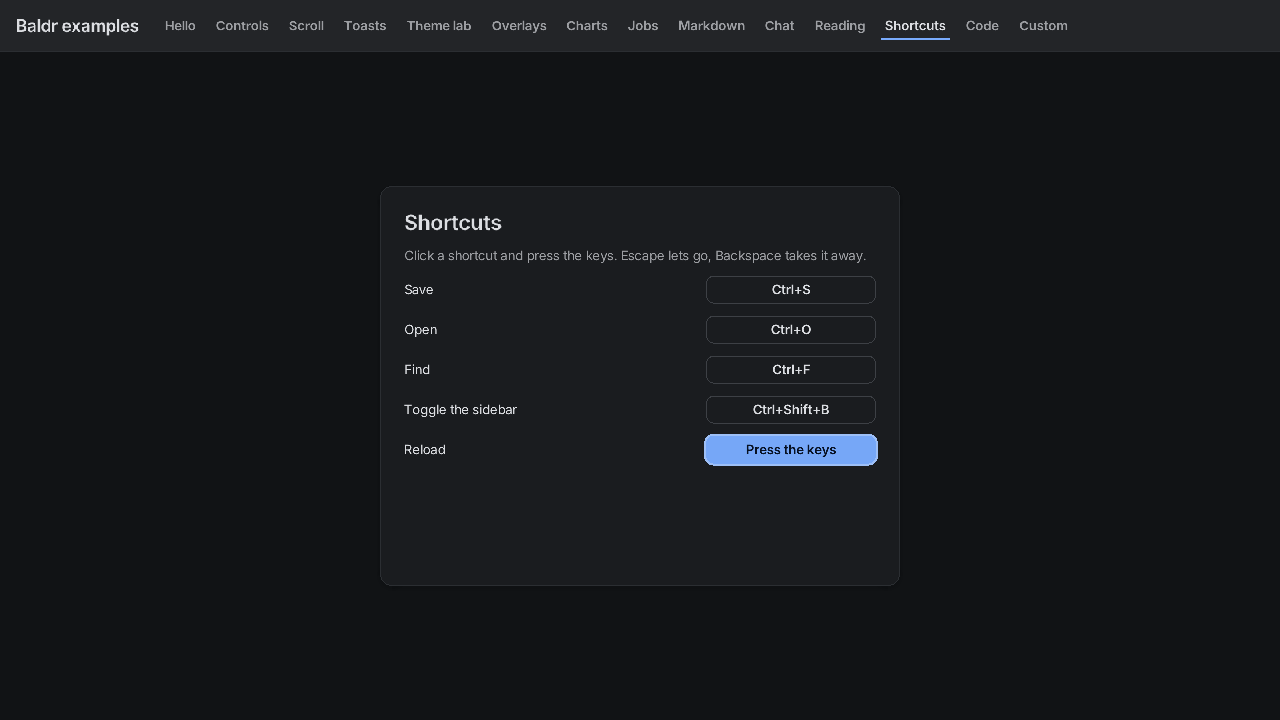 Baldr examples Hello Controls Scroll Toasts Theme lab Overlays Charts Jobs Markdown Chat Reading Shortcuts Code Custom
Shortcuts
Click a shortcut and press the keys. Escape lets go, Backspace takes it away.
Save Ctrl+S
Open Ctrl+O
Find Ctrl+F
Toggle the sidebar Ctrl+Shift+B
Reload Press the keys